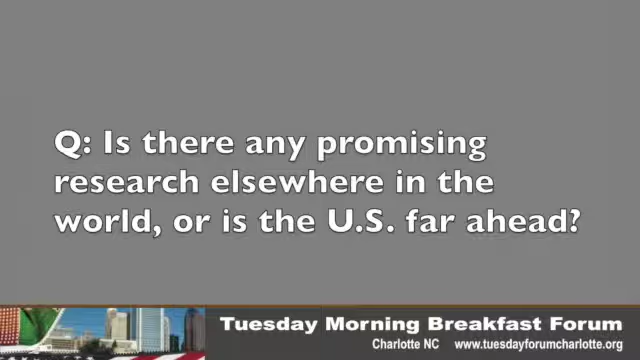 Q: Is there any promising
research elsewhere in the
world, or is the U.S. far ahead?
Tuesday Morning Breakfast Forum
Charlotte NC www.tuesdayforumcharlotte.org